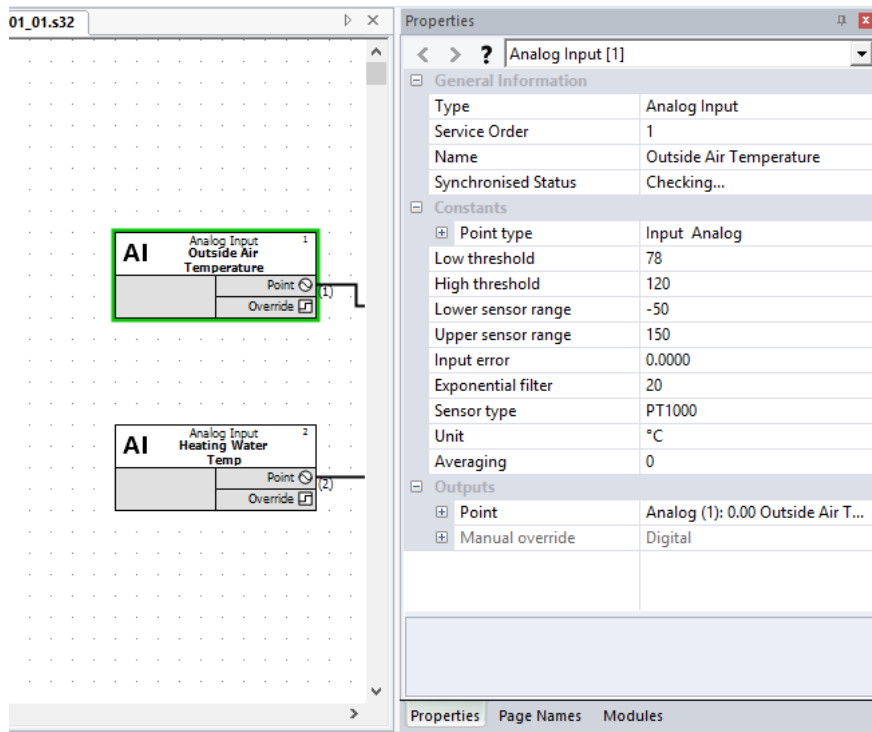 01_01.s32
AI
Analog Input 1
Outside Air
Temperature
Point
(1)
Override
AI
Analog Input 2
Heating Water
Temp
Point
(2)
Override
Properties
? Analog Input [1]
General Information
Type Analog Input
Service Order 1
Name Outside Air Temperature
Synchronised Status Checking...
Constants
Point type Input Analog
Low threshold 78
High threshold 120
Lower sensor range -50
Upper sensor range 150
Input error 0.0000
Exponential filter 20
Sensor type PT1000
Unit °C
Averaging 0
Outputs
Point Analog (1): 0.00 Outside Air T...
Manual override Digital
Properties Page Names Modules